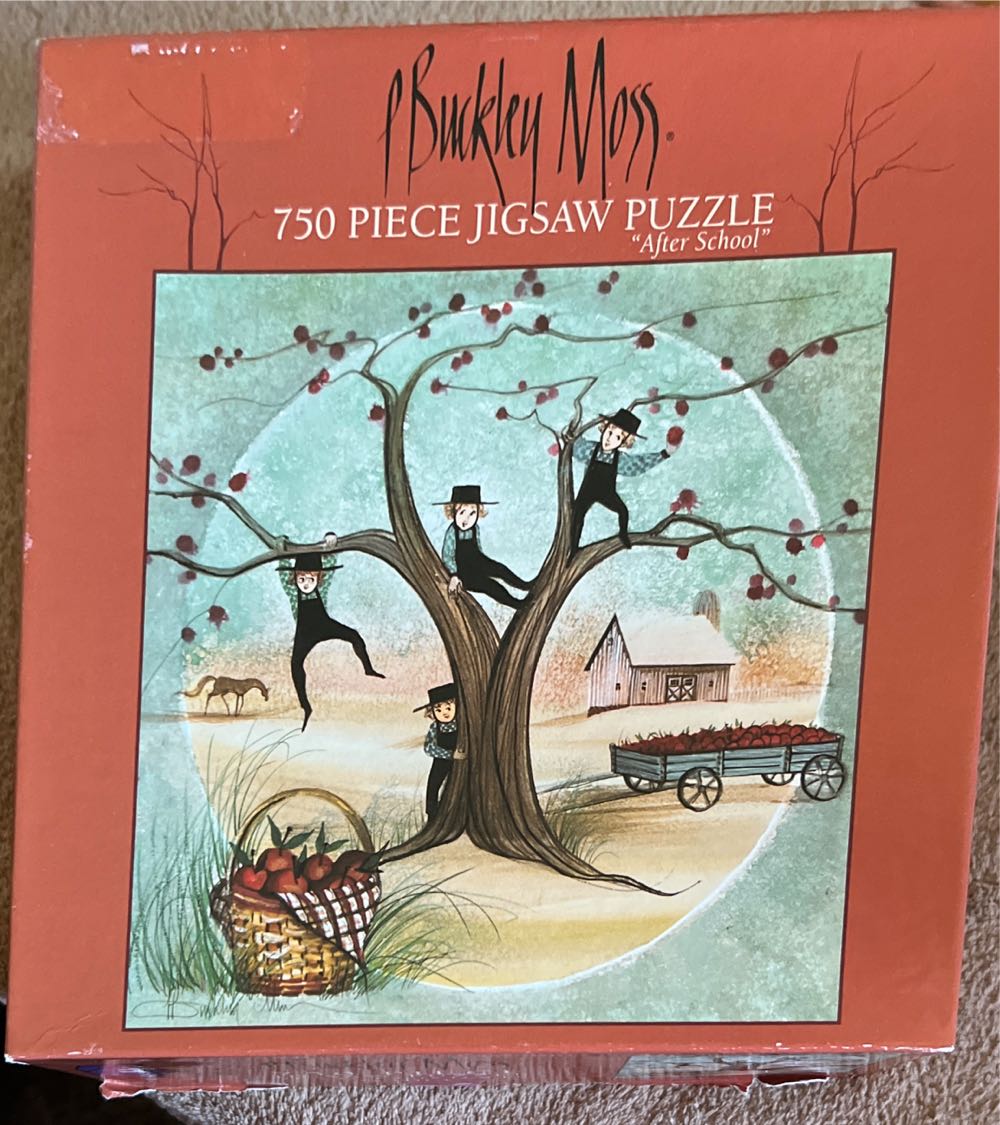 P Buckley Moss®
750 PIECE JIGSAW PUZZLE
"After School"